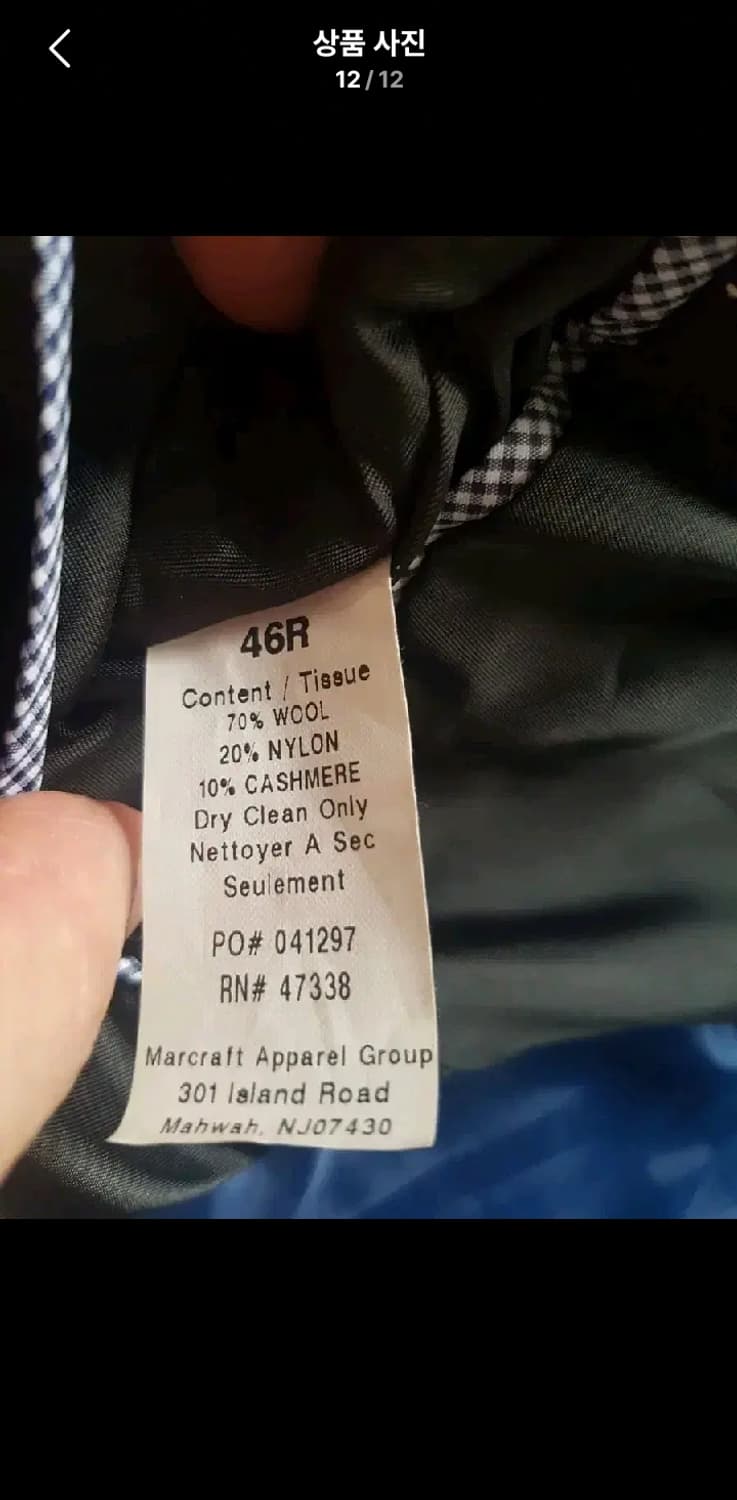 상품 사진
12 / 12
46R
Content / Tissue
70% WOOL
20% NYLON
10% CASHMERE
Dry Clean Only
Nettoyer A Sec
Seulement
PO# 041297
RN# 47338
Marcraft Apparel Group
301 Island Road
Mahwah, NJ07430